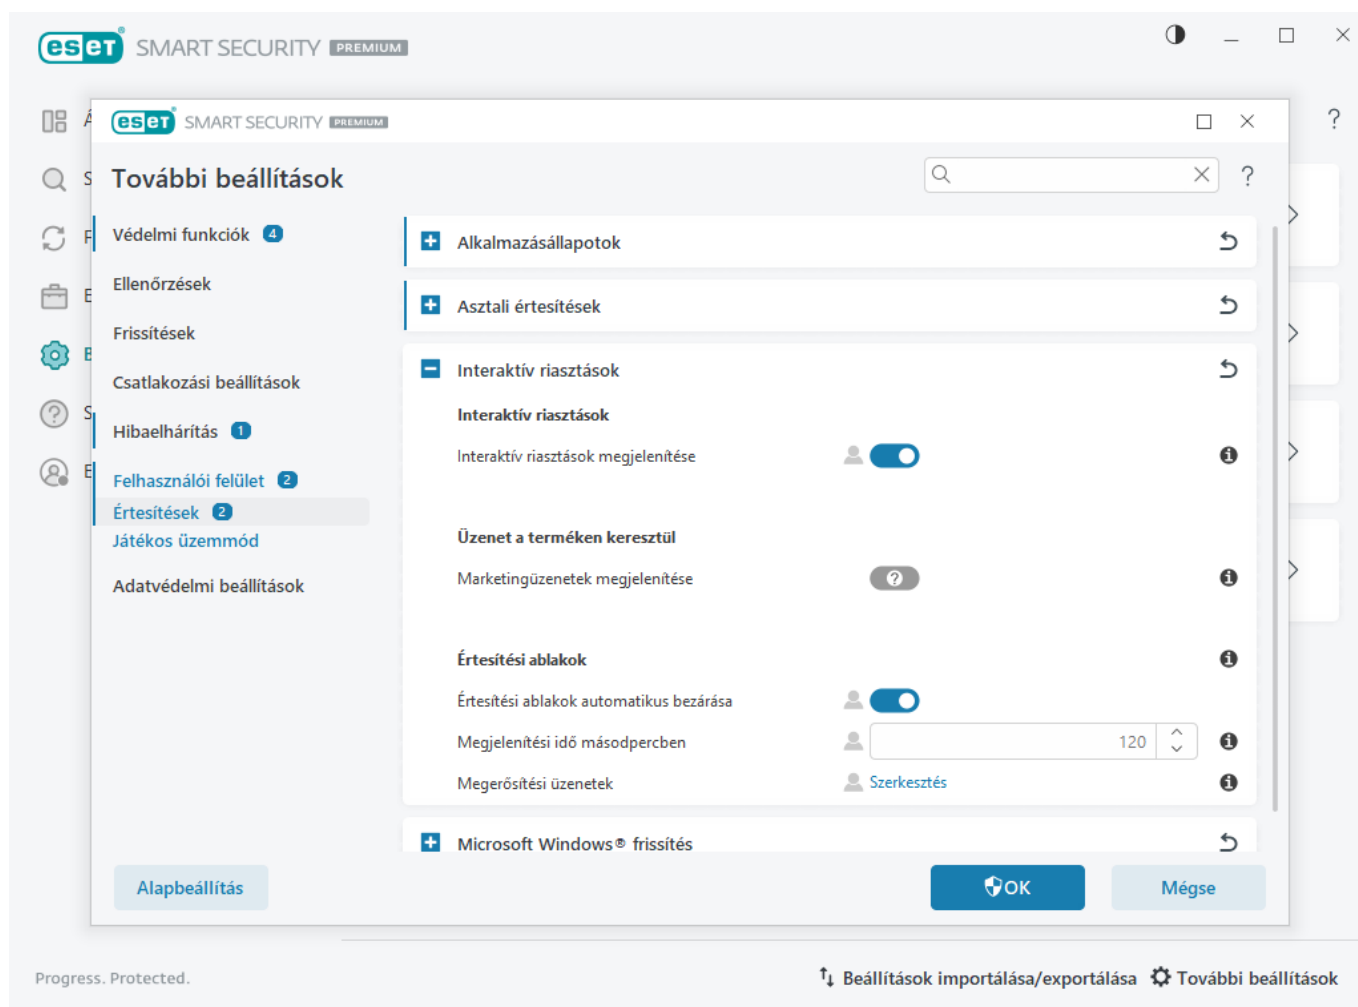 eset SMART SECURITY PREMIUM
eset SMART SECURITY PREMIUM
További beállítások
Védelmi funkciók 4
Ellenőrzések
Frissítések
Csatlakozási beállítások
Hibaelhárítás 1
Felhasználói felület 2
Értesítések 2
Játékos üzemmód
Adatvédelmi beállítások
Alkalmazásállapotok
Asztali értesítések
Interaktív riasztások
Interaktív riasztások
Interaktív riasztások megjelenítése
Üzenet a terméken keresztül
Marketingüzenetek megjelenítése
Értesítési ablakok
Értesítési ablakok automatikus bezárása
Megjelenítési idő másodpercben 120
Megerősítési üzenetek Szerkesztés
Microsoft Windows® frissítés
Alapbeállítás
OK
Mégse
Progress. Protected.
Beállítások importálása/exportálása
További beállítások